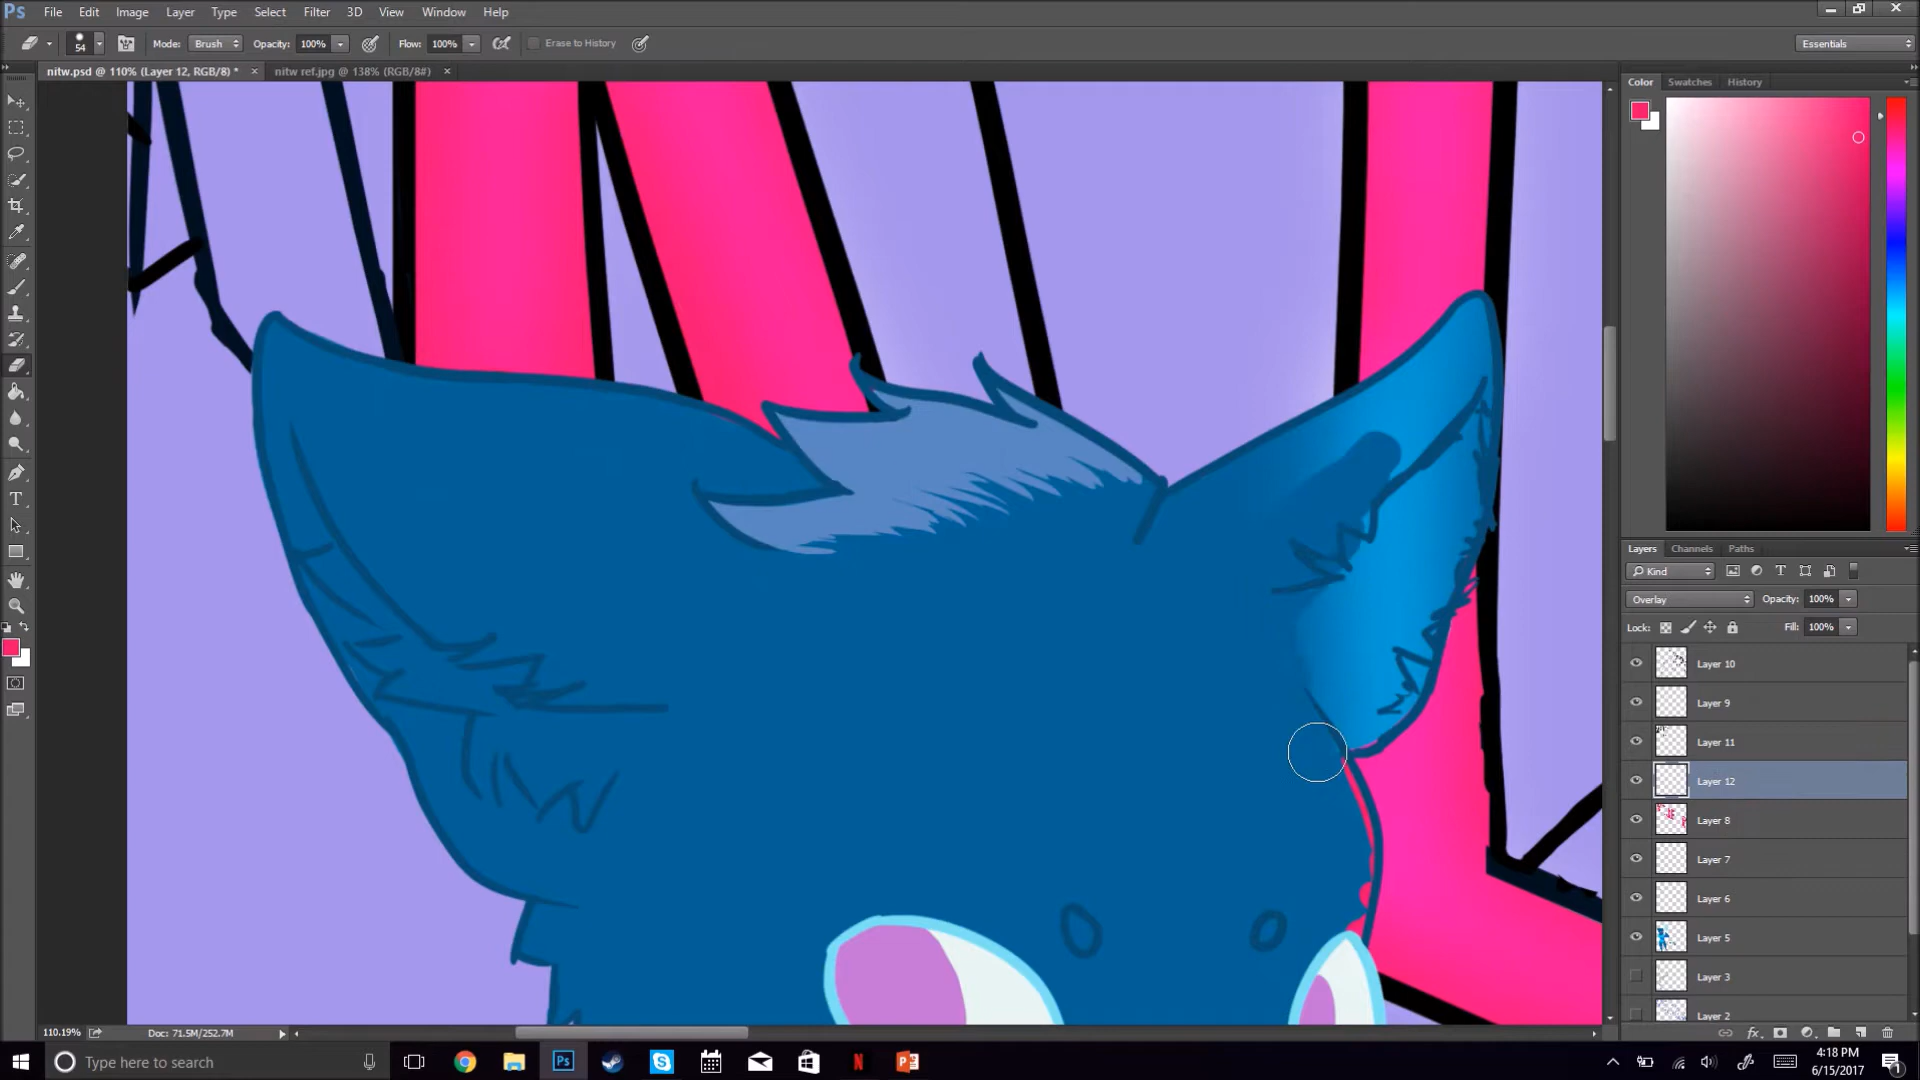 Ps File Edit Image Layer Type Select Filter 3D View Window Help
54 Mode: Brush Opacity: 100% Flow: 100% Erase to History Essentials
nitw.psd @ 110% (Layer 12, RGB/8) * × nitw ref.jpg @ 138% (RGB/8#) ×
Color Swatches History
Layers Channels Paths
Kind
Overlay Opacity: 100%
Lock: Fill: 100%
Layer 10
Layer 9
Layer 11
Layer 12
Layer 8
Layer 7
Layer 6
Layer 5
Layer 3
Layer 2
110.19% Doc: 71.5M/252.7M
Type here to search
4:18 PM
6/15/2017